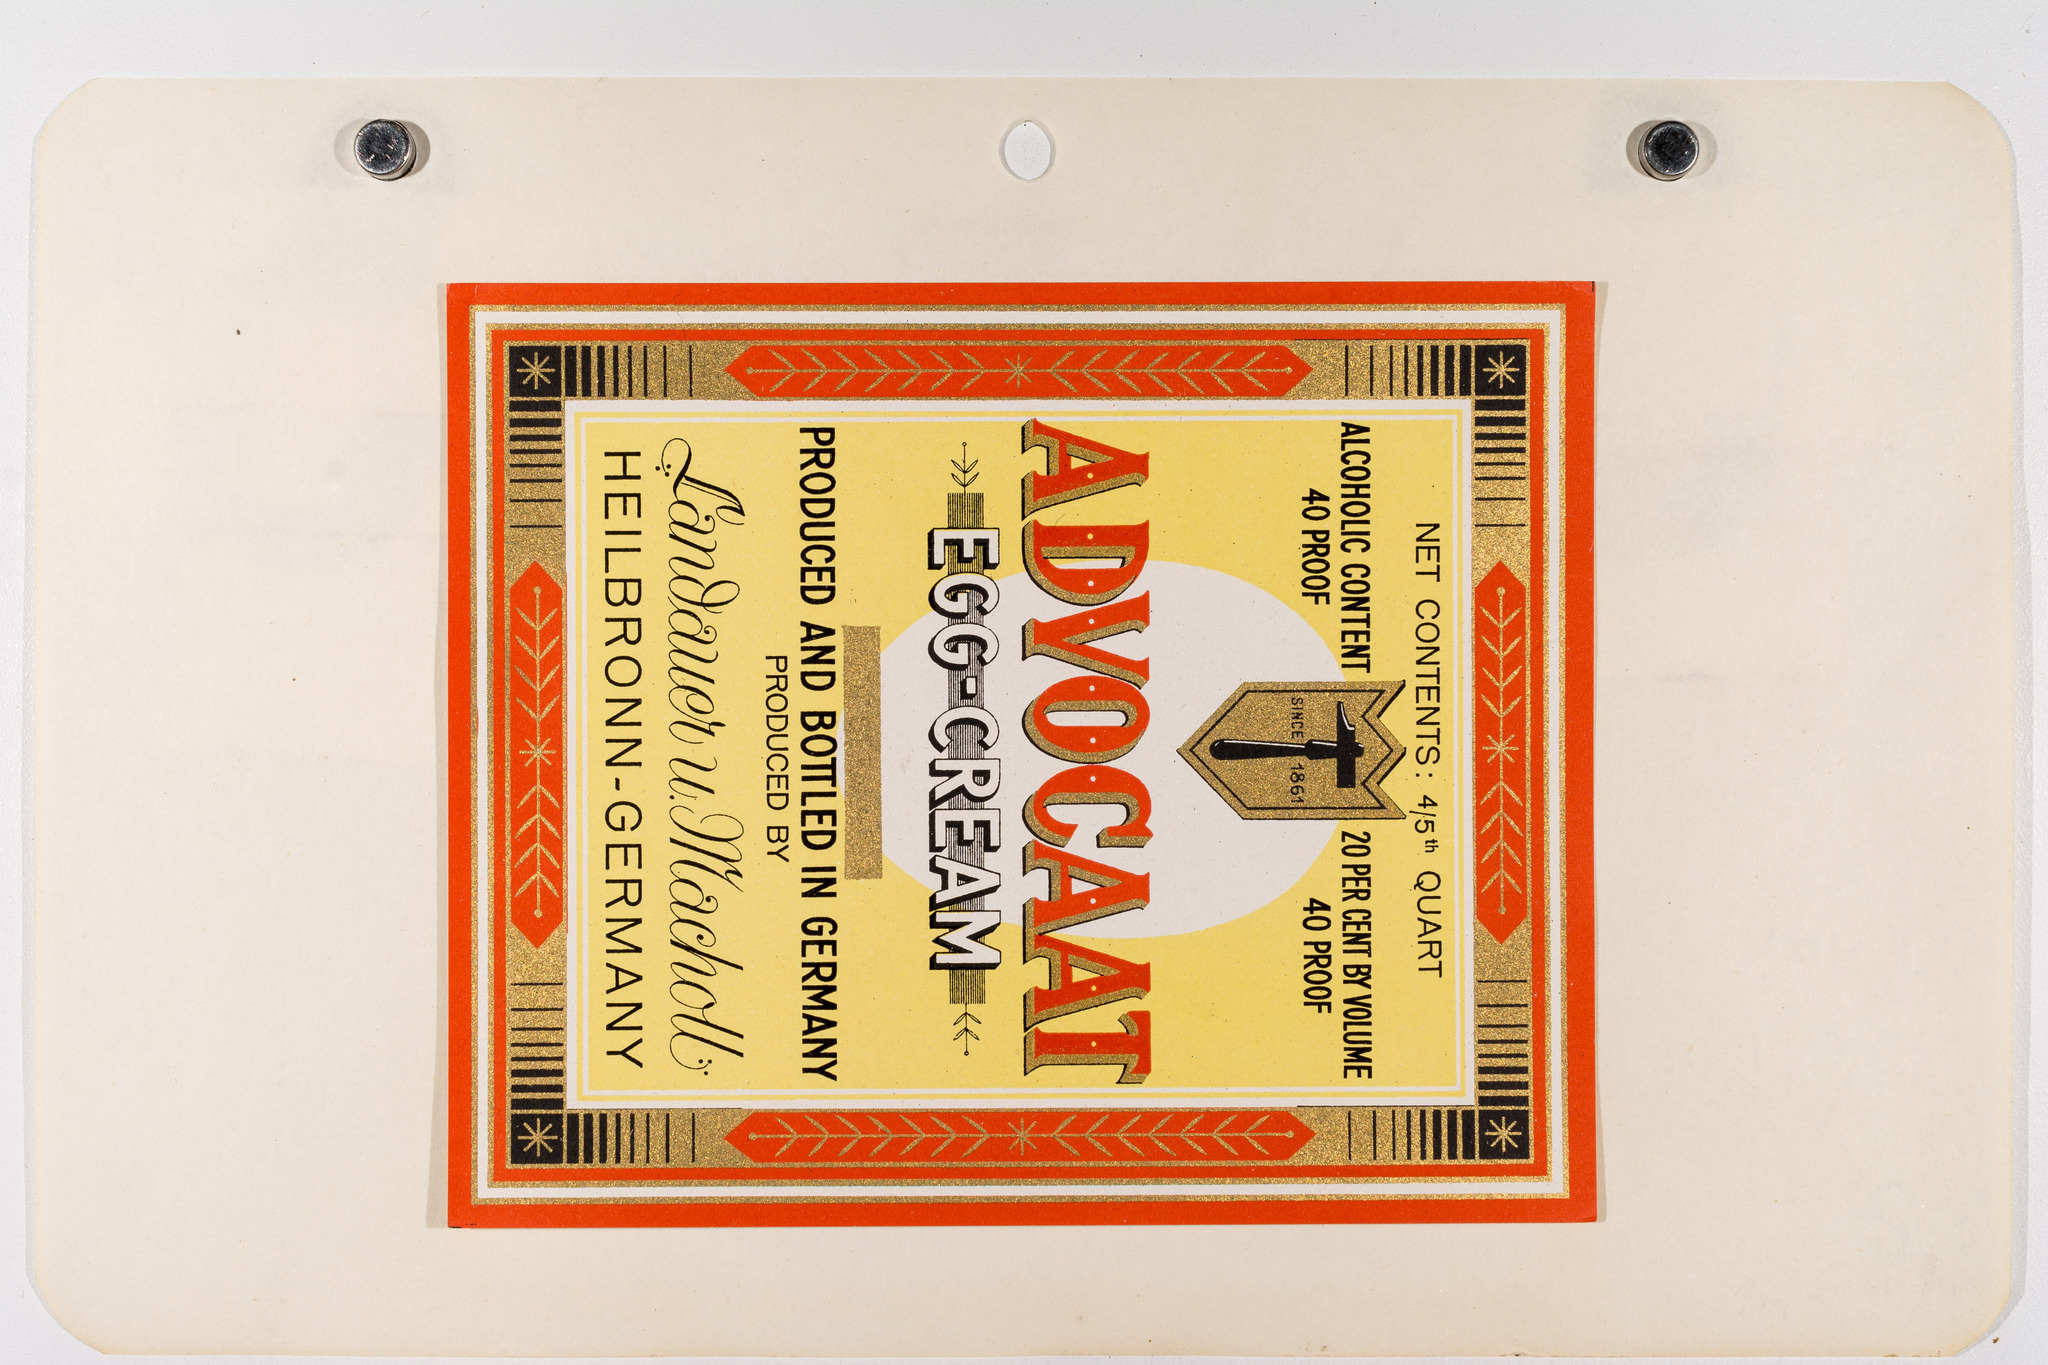 NET CONTENTS: 4/5th QUART
ALCOHOLIC CONTENT 20 PER CENT BY VOLUME
40 PROOF 40 PROOF
SINCE 1861
ADVOCAAT
EGG-CREAM
PRODUCED AND BOTTLED IN GERMANY
PRODUCED BY
Landauer u. Macholl
HEILBRONN-GERMANY